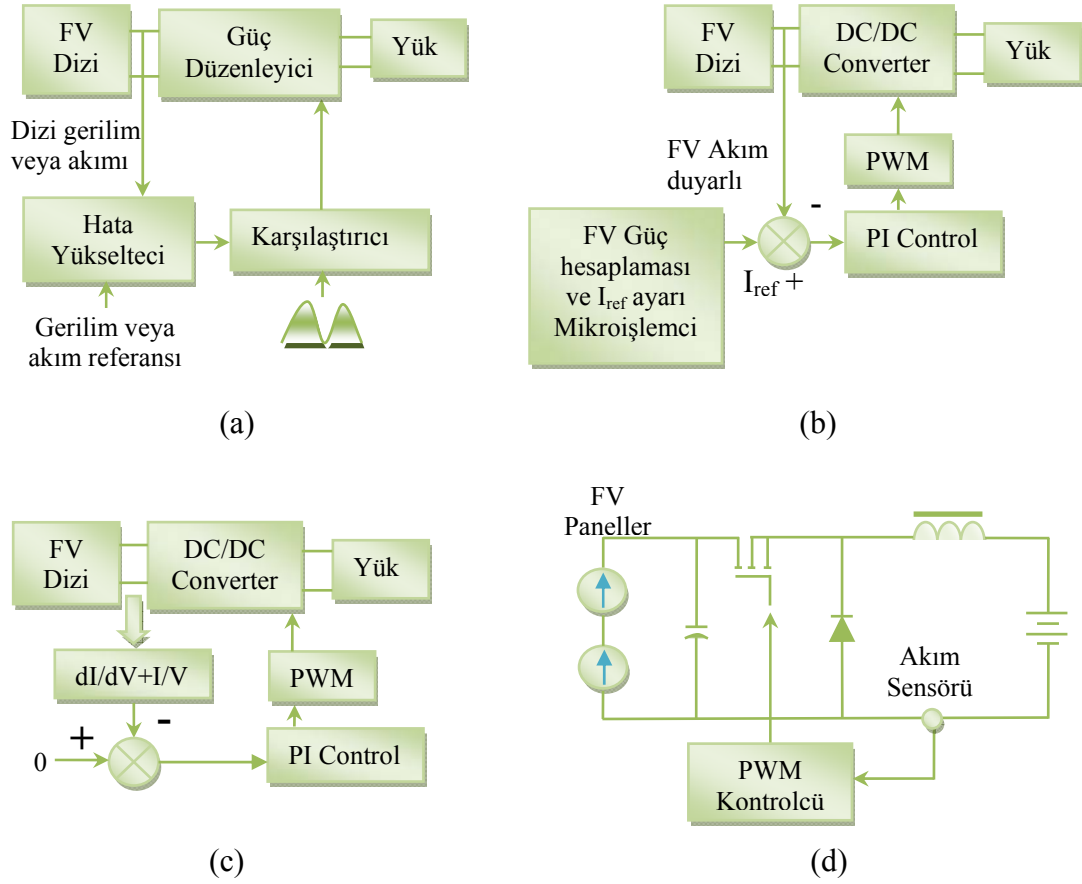 FV
Dizi
Güç
Düzenleyici
Yük
Dizi gerilim
veya akımı
Hata
Yükselteci
Karşılaştırıcı
Gerilim veya
akım referansı
(a)
FV
Dizi
DC/DC
Converter
Yük
FV Akım
duyarlı
PWM
-
FV Güç
hesaplaması
ve Iref ayarı
Mikroişlemci
Iref +
PI Control
(b)
FV
Dizi
DC/DC
Converter
Yük
dI/dV+I/V
PWM
-
+
0
PI Control
(c)
FV
Paneller
Akım
Sensörü
PWM
Kontrolcü
(d)